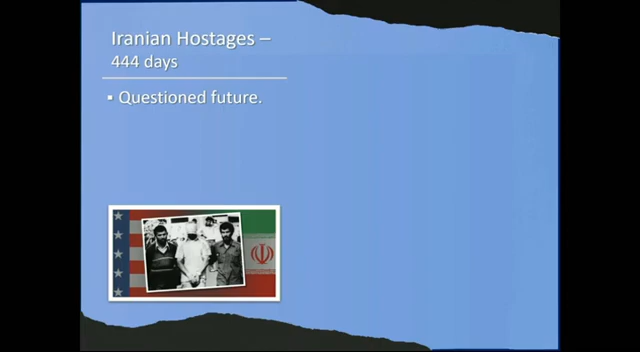 Iranian Hostages –
444 days
▪ Questioned future.